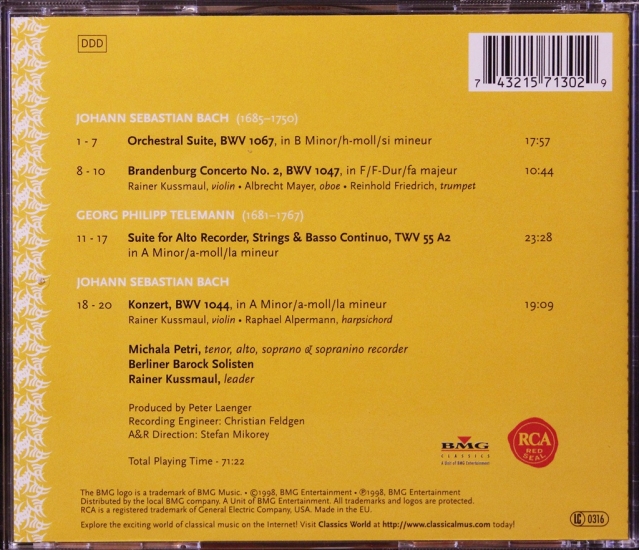 DDD
7 43215 71302 9
JOHANN SEBASTIAN BACH (1685–1750)
1 - 7 Orchestral Suite, BWV 1067, in B Minor/h-moll/si mineur 17:57
8 - 10 Brandenburg Concerto No. 2, BWV 1047, in F/F-Dur/fa majeur 10:44
Rainer Kussmaul, violin • Albrecht Mayer, oboe • Reinhold Friedrich, trumpet
GEORG PHILIPP TELEMANN (1681–1767)
11 - 17 Suite for Alto Recorder, Strings & Basso Continuo, TWV 55 A2 23:28
in A Minor/a-moll/la mineur
JOHANN SEBASTIAN BACH
18 - 20 Konzert, BWV 1044, in A Minor/a-moll/la mineur 19:09
Rainer Kussmaul, violin • Raphael Alpermann, harpsichord
Michala Petri, tenor, alto, soprano & sopranino recorder
Berliner Barock Solisten
Rainer Kussmaul, leader
Produced by Peter Laenger
Recording Engineer: Christian Feldgen
A&R Direction: Stefan Mikorey
Total Playing Time - 71:22
BMG
CLASSICS
A Unit of BMG Entertainment
RCA
RED
SEAL
The BMG logo is a trademark of BMG Music. • ©1998, BMG Entertainment • ℗1998, BMG Entertainment
Distributed by the local BMG company. A Unit of BMG Entertainment. All trademarks and logos are protected.
RCA is a registered trademark of General Electric Company, USA. Made in the EU.
Explore the exciting world of classical music on the Internet! Visit Classics World at http://www.classicalmus.com today!
LC 0316